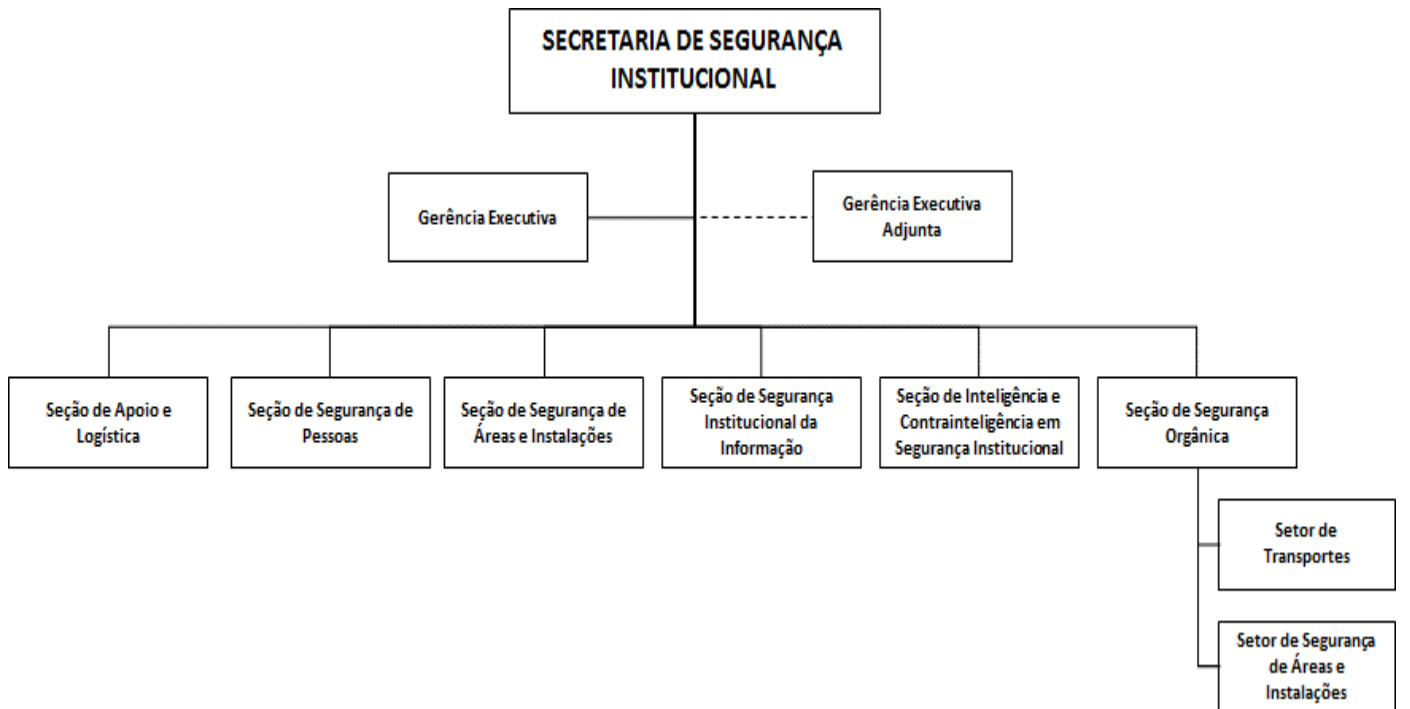 SECRETARIA DE SEGURANÇA
INSTITUCIONAL
Gerência Executiva
Gerência Executiva
Adjunta
Seção de Apoio e
Logística
Seção de Segurança de
Pessoas
Seção de Segurança de
Áreas e Instalações
Seção de Segurança
Institucional da
Informação
Seção de Inteligência e
Contrainteligência em
Segurança Institucional
Seção de Segurança
Orgânica
Setor de
Transportes
Setor de Segurança
de Áreas e
Instalações